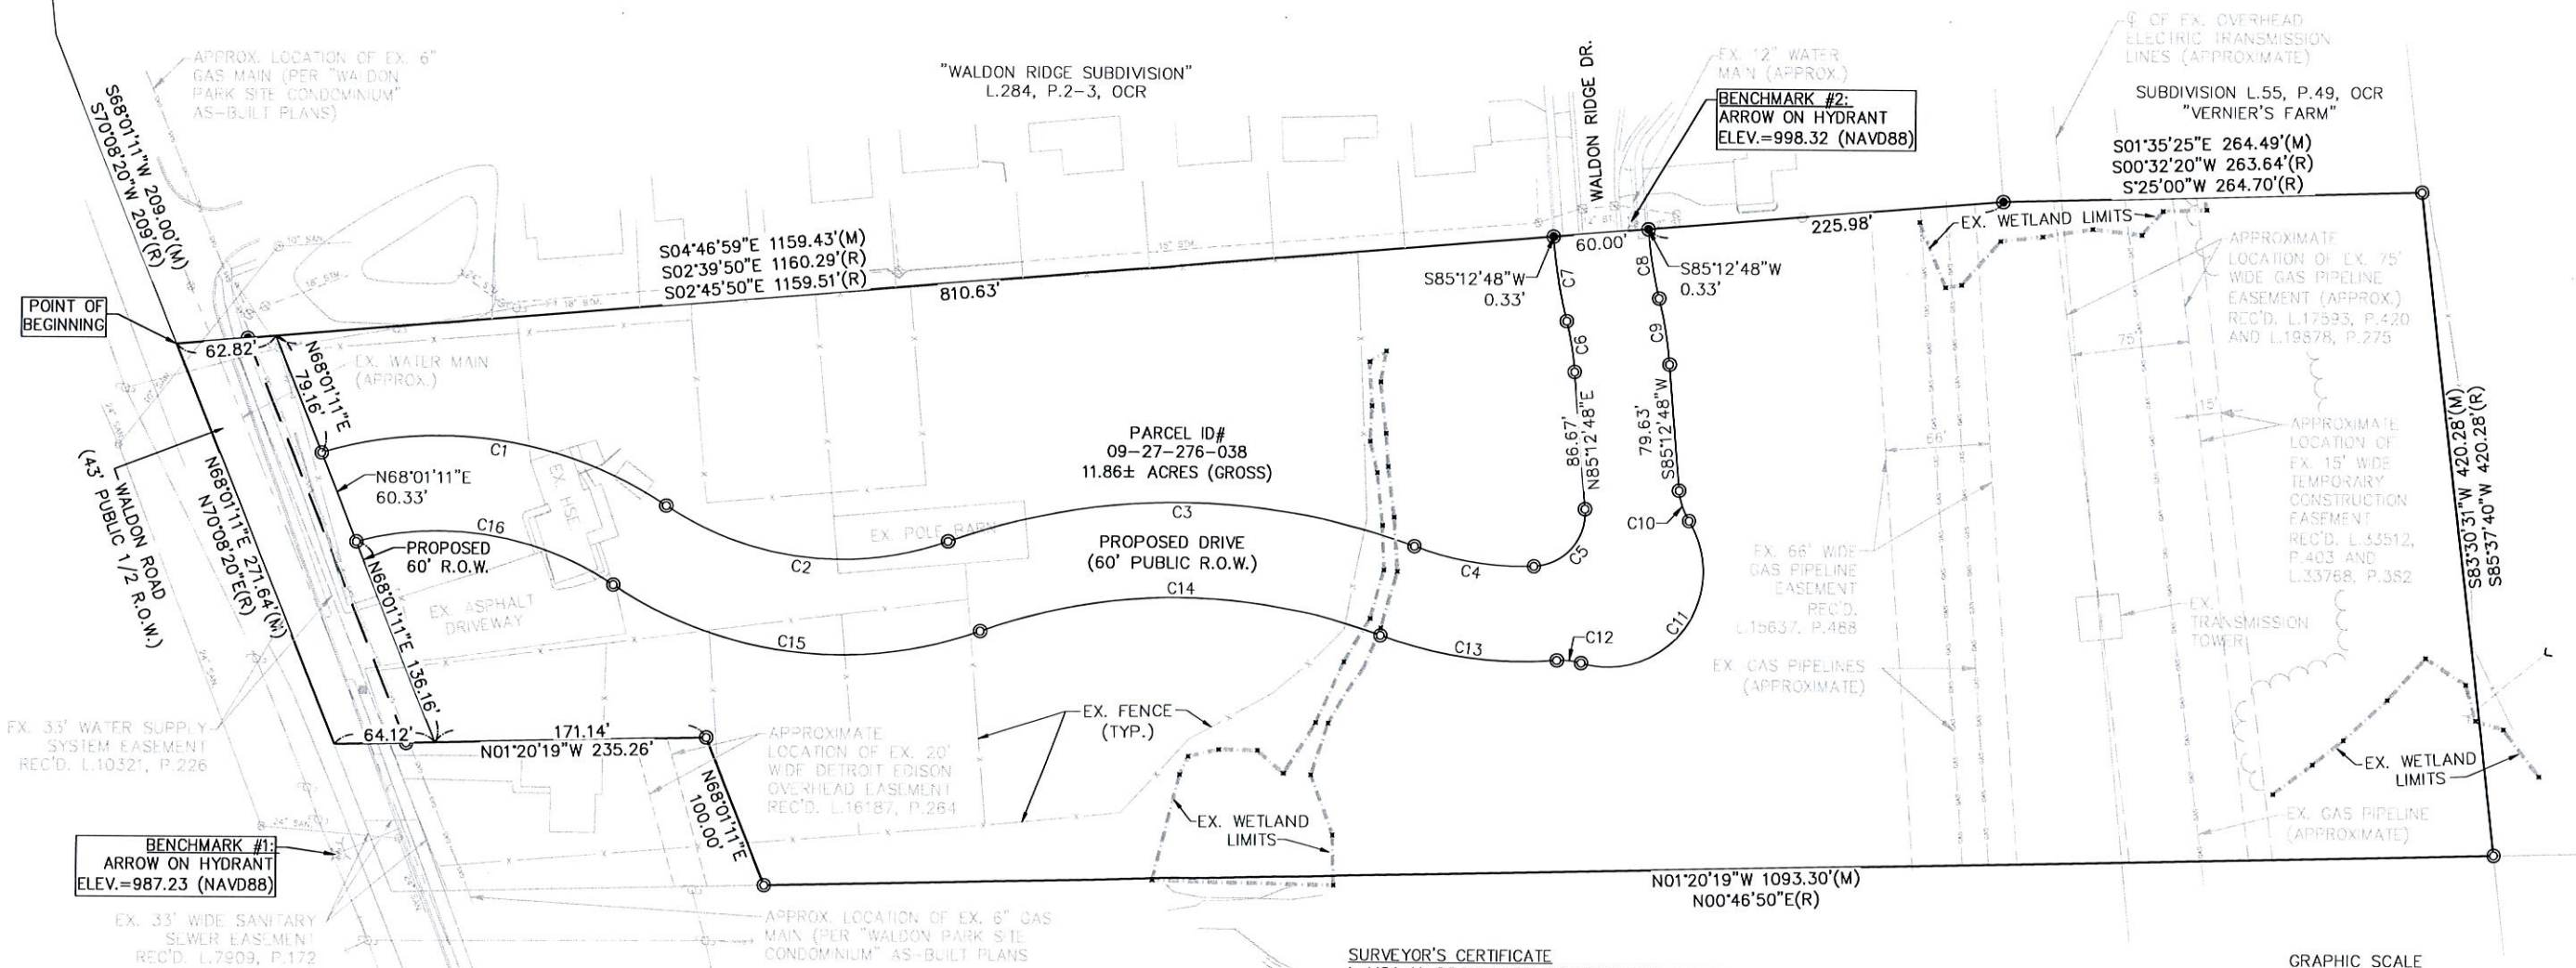 APPROX. LOCATION OF EX. 6"
GAS MAIN (PER "WALDON
PARK SITE CONDOMINIUM"
AS-BUILT PLANS)
"WALDON RIDGE SUBDIVISION"
L.284, P.2-3, OCR
WALDON RIDGE DR.
EX. 12" WATER
MAIN (APPROX.)
BENCHMARK #2:
ARROW ON HYDRANT
ELEV.=998.32 (NAVD88)
℄ OF EX. OVERHEAD
ELECTRIC TRANSMISSION
LINES (APPROXIMATE)
SUBDIVISION L.55, P.49, OCR
"VERNIER'S FARM"
S01°35'25"E 264.49'(M)
S00°32'20"W 263.64'(R)
S°25'00"W 264.70'(R)
S68°01'11"W 209.00'(M)
S70°08'20"W 209'(R)
10" SAN.
18" STM.
18" STM.
15" STM.
S04°46'59"E 1159.43'(M)
S02°39'50"E 1160.29'(R)
S02°45'50"E 1159.51'(R)
810.63'
60.00'
225.98'
S85°12'48"W
0.33'
S85°12'48"W
0.33'
EX. WETLAND LIMITS
APPROXIMATE
LOCATION OF EX. 75'
WIDE GAS PIPELINE
EASEMENT (APPROX.)
REC'D. L.17593, P.420
AND L.19878, P.275
75'
15'
66'
POINT OF
BEGINNING
62.82'
EX. WATER MAIN
(APPROX.)
N68°01'11"E
79.16'
C1
C2
C3
C4
C5
C6
C7
C8
C9
C10
C11
C12
C13
C14
C15
C16
N68°01'11"E
60.33'
PROPOSED
60' R.O.W.
EX. HSE
EX. POLE BARN
PARCEL ID#
09-27-276-038
11.86± ACRES (GROSS)
PROPOSED DRIVE
(60' PUBLIC R.O.W.)
86.67'
N85°12'48"E
79.63'
S85°12'48"W
APPROXIMATE
LOCATION OF
EX. 15' WIDE
TEMPORARY
CONSTRUCTION
EASEMENT
REC'D. L.33512,
P.403 AND
L.33768, P.382
S83°30'31"W 420.28'(M)
S85°37'40"W 420.28'(R)
EX. 66' WIDE
GAS PIPELINE
EASEMENT
REC'D.
L.15637, P.488
EX. GAS PIPELINES
(APPROXIMATE)
EX.
TRANSMISSION
TOWER
WALDON ROAD
(43' PUBLIC 1/2 R.O.W.)
N68°01'11"E 271.64'(M)
N70°08'20"E(R)
N68°01'11"E 136.16'
EX. ASPHALT
DRIVEWAY
24" SAN.
EX. 33' WATER SUPPLY
SYSTEM EASEMENT
REC'D. L.10321, P.226
64.12'
171.14'
N01°20'19"W 235.26'
N68°01'11"E
100.00'
APPROXIMATE
LOCATION OF EX. 20'
WIDE DETROIT EDISON
OVERHEAD EASEMENT
REC'D. L.16187, P.264
EX. FENCE
(TYP.)
EX. WETLAND
LIMITS
EX. WETLAND
LIMITS
EX. GAS PIPELINE
(APPROXIMATE)
24" SAN.
BENCHMARK #1:
ARROW ON HYDRANT
ELEV.=987.23 (NAVD88)
EX. 33' WIDE SANITARY
SEWER EASEMENT
REC'D. L.7909, P.172
APPROX. LOCATION OF EX. 6" GAS
MAIN (PER "WALDON PARK SITE
CONDOMINIUM" AS-BUILT PLANS
N01°20'19"W 1093.30'(M)
N00°46'50"E(R)
SURVEYOR'S CERTIFICATE
GRAPHIC SCALE